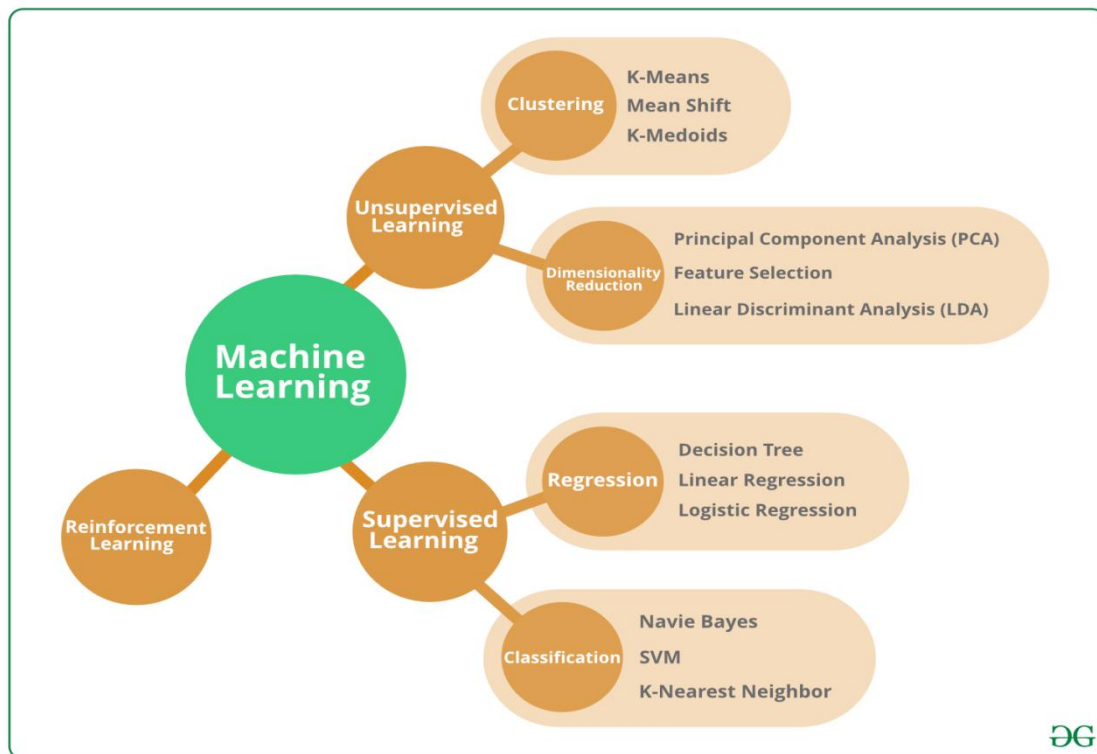 Clustering
K-Means
Mean Shift
K-Medoids
Unsupervised
Learning
Dimensionality
Reduction
Principal Component Analysis (PCA)
Feature Selection
Linear Discriminant Analysis (LDA)
Machine
Learning
Reinforcement
Learning
Supervised
Learning
Regression
Decision Tree
Linear Regression
Logistic Regression
Classification
Navie Bayes
SVM
K-Nearest Neighbor